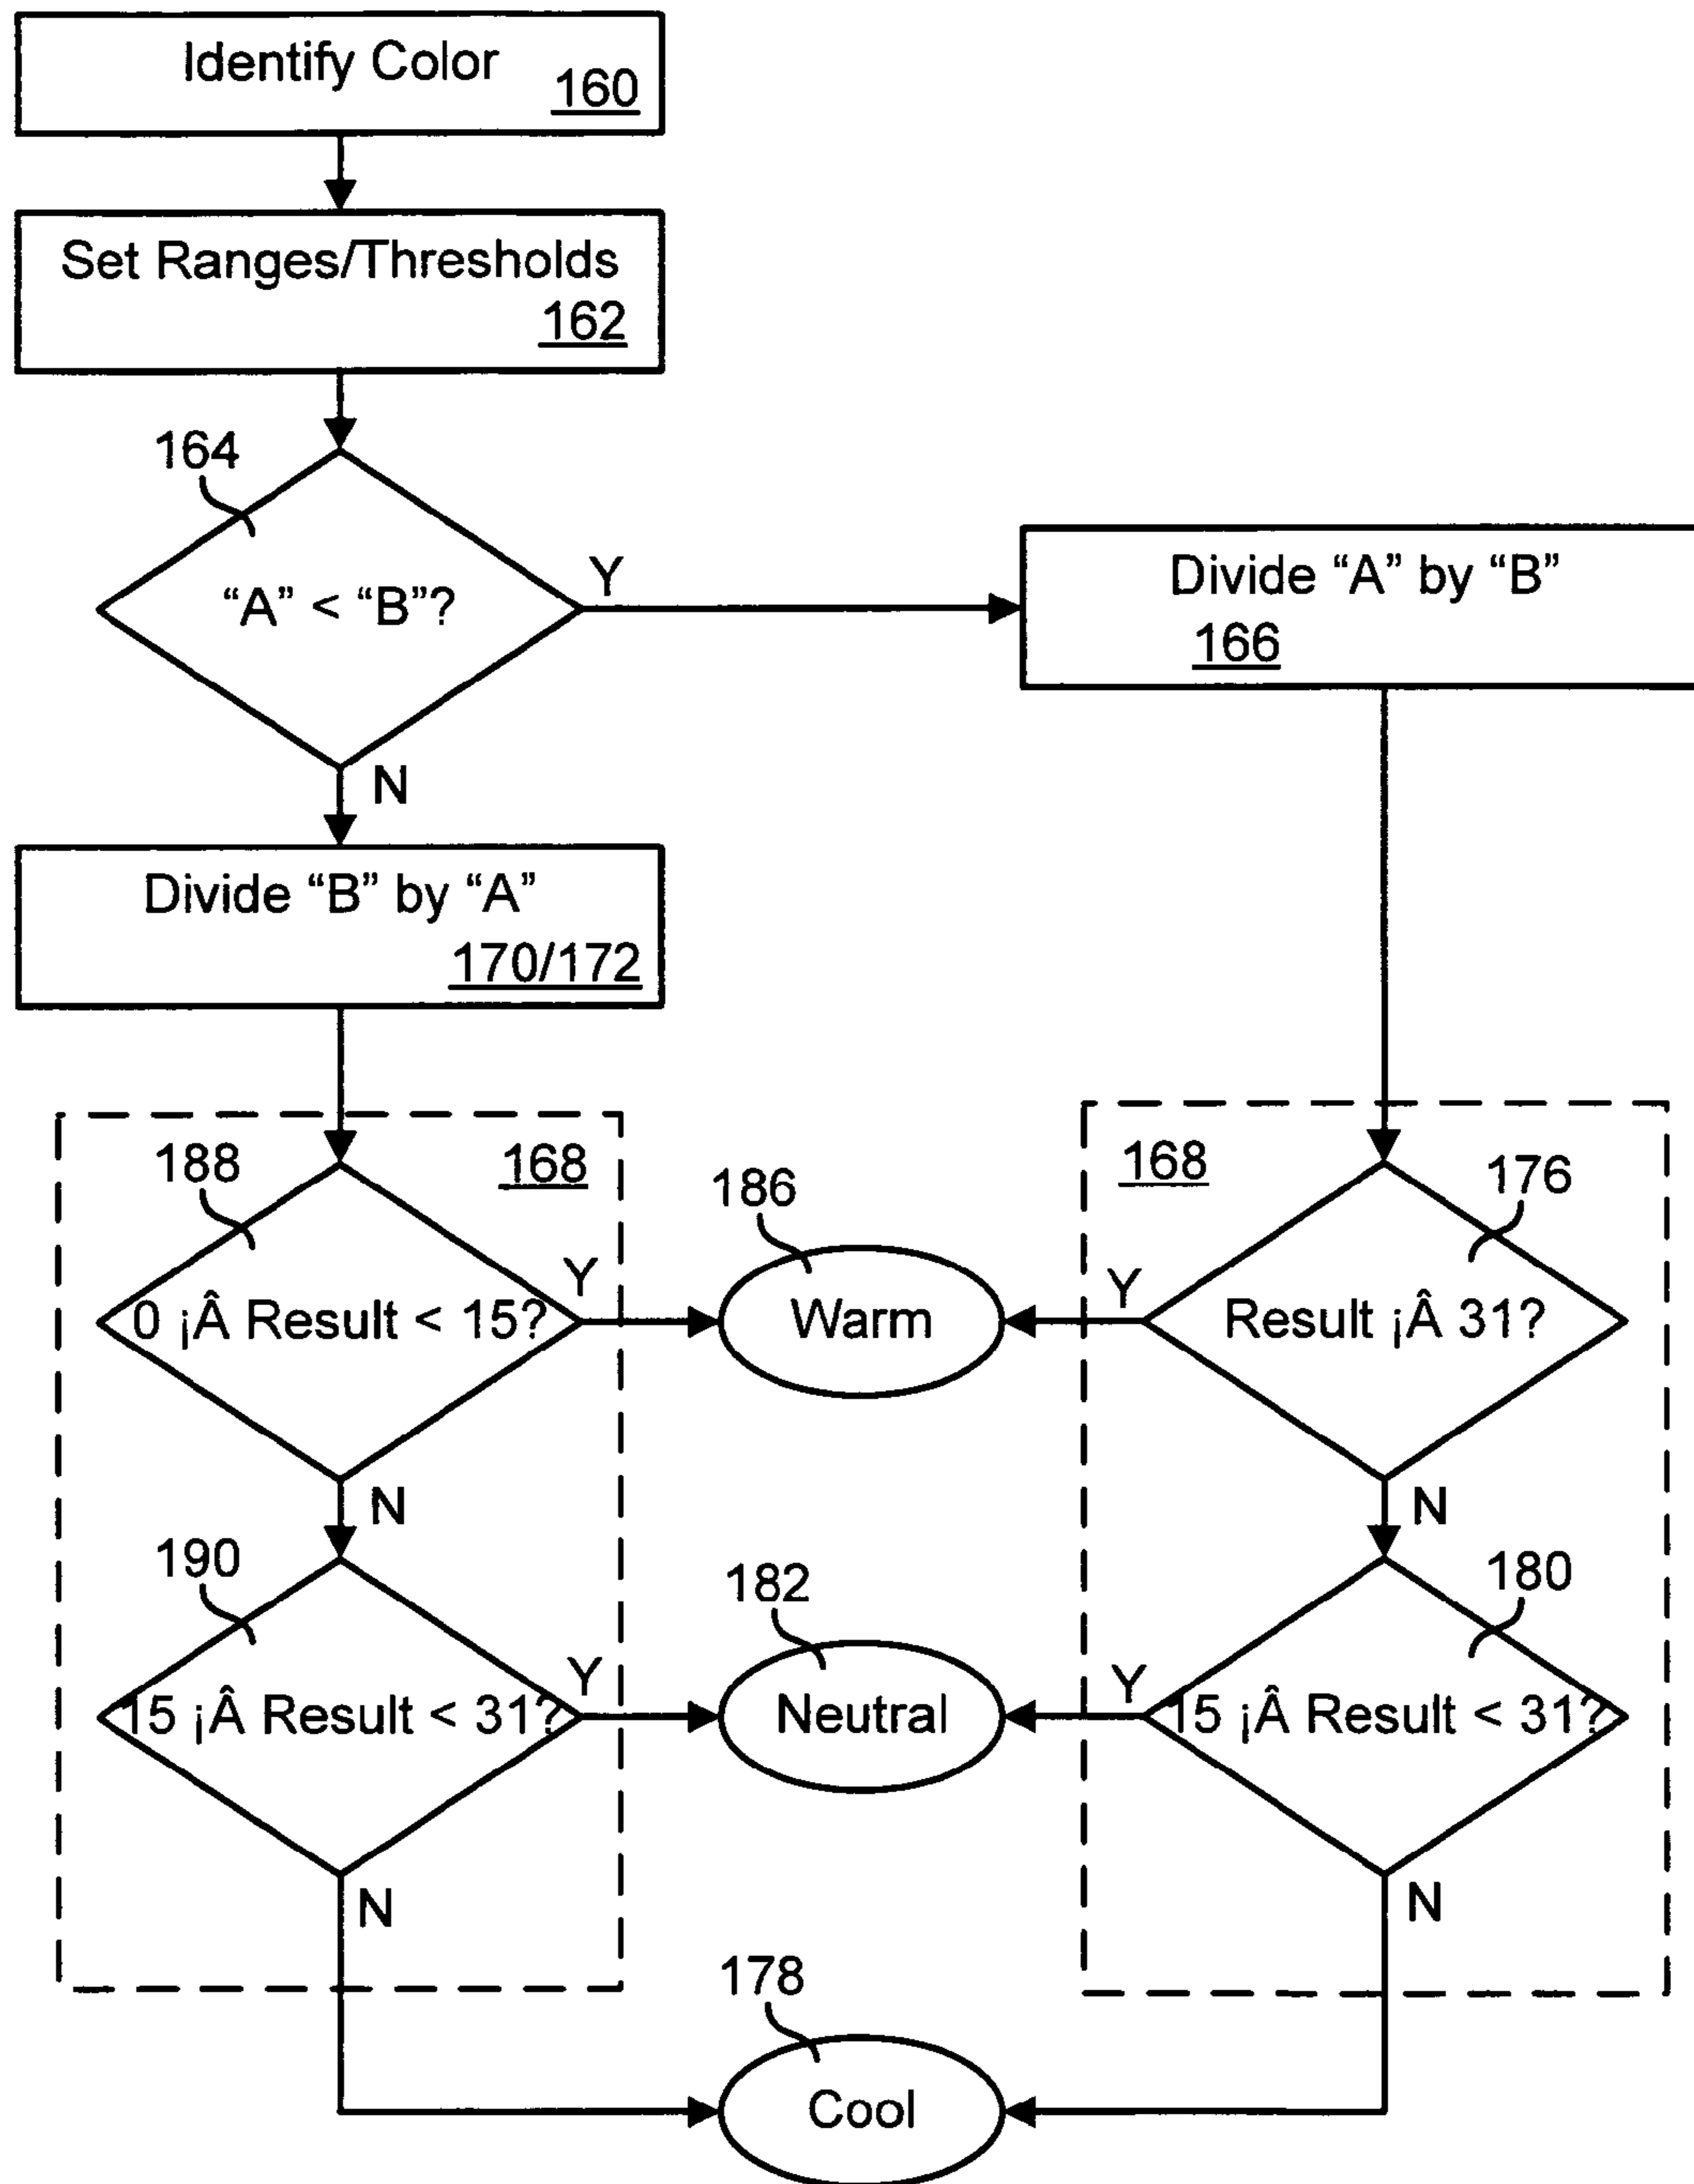 Identify Color
160
Set Ranges/Thresholds
162
164
“A” < “B”?
Y
N
Divide “A” by “B”
166
Divide “B” by “A”
170/172
188
168
0 ¡Â Result < 15?
Y
N
186
Warm
168
176
Result ¡Â 31?
Y
N
190
15 ¡Â Result < 31?
Y
N
182
Neutral
180
15 ¡Â Result < 31?
Y
N
178
Cool